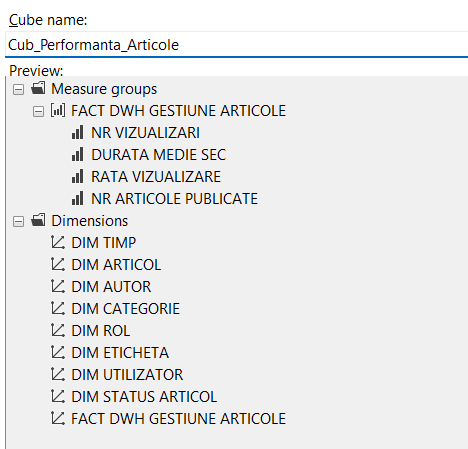 Cube name:
Cub_Performanta_Articole
Preview:
Measure groups
FACT DWH GESTIUNE ARTICOLE
NR VIZUALIZARI
DURATA MEDIE SEC
RATA VIZUALIZARE
NR ARTICOLE PUBLICATE
Dimensions
DIM TIMP
DIM ARTICOL
DIM AUTOR
DIM CATEGORIE
DIM ROL
DIM ETICHETA
DIM UTILIZATOR
DIM STATUS ARTICOL
FACT DWH GESTIUNE ARTICOLE